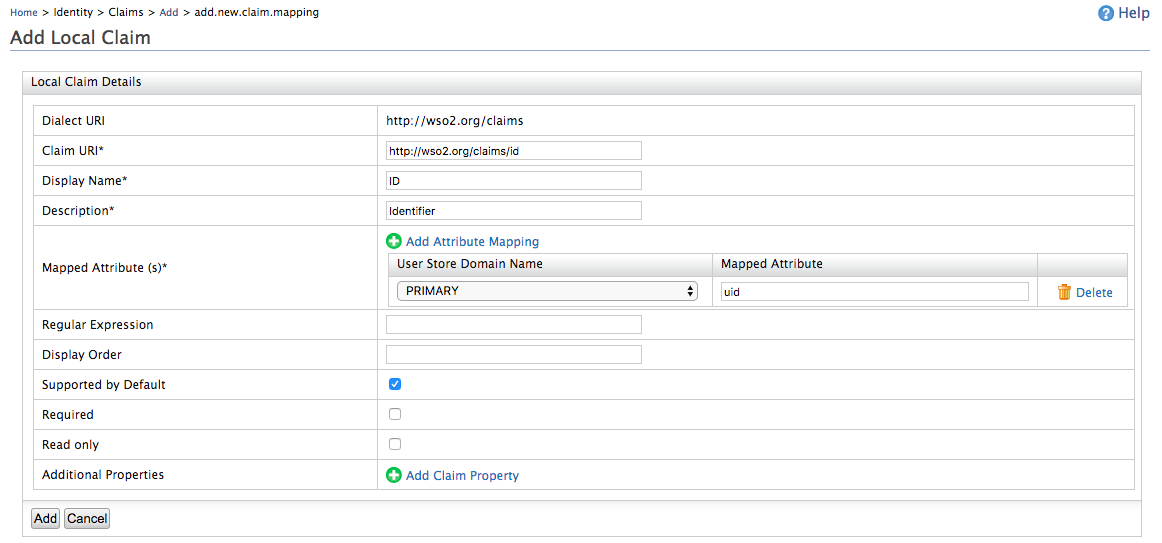 Home > Identity > Claims > Add > add.new.claim.mapping
Help
Add Local Claim
Local Claim Details
Dialect URI http://wso2.org/claims
Claim URI* http://wso2.org/claims/id
Display Name* ID
Description* Identifier
Mapped Attribute (s)*
Add Attribute Mapping
User Store Domain Name Mapped Attribute
PRIMARY uid Delete
Regular Expression
Display Order
Supported by Default
Required
Read only
Additional Properties Add Claim Property
Add Cancel